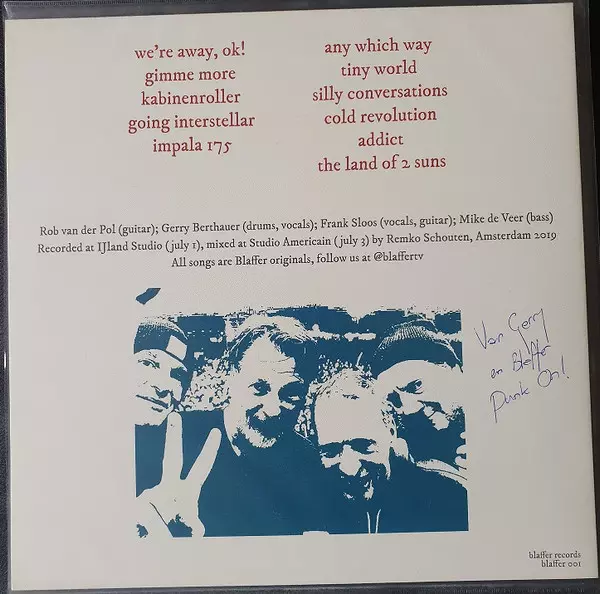 we're away, ok!
gimme more
kabinenroller
going interstellar
impala 175
any which way
tiny world
silly conversations
cold revolution
addict
the land of 2 suns
Rob van der Pol (guitar); Gerry Berthauer (drums, vocals); Frank Sloos (vocals, guitar); Mike de Veer (bass)
Recorded at IJland Studio (july 1), mixed at Studio Americain (july 3) by Remko Schouten, Amsterdam 2019
All songs are Blaffer originals, follow us at @blaffertv
Van Gerry
en Blaffer
Punk On!
blaffer records
blaffer 001